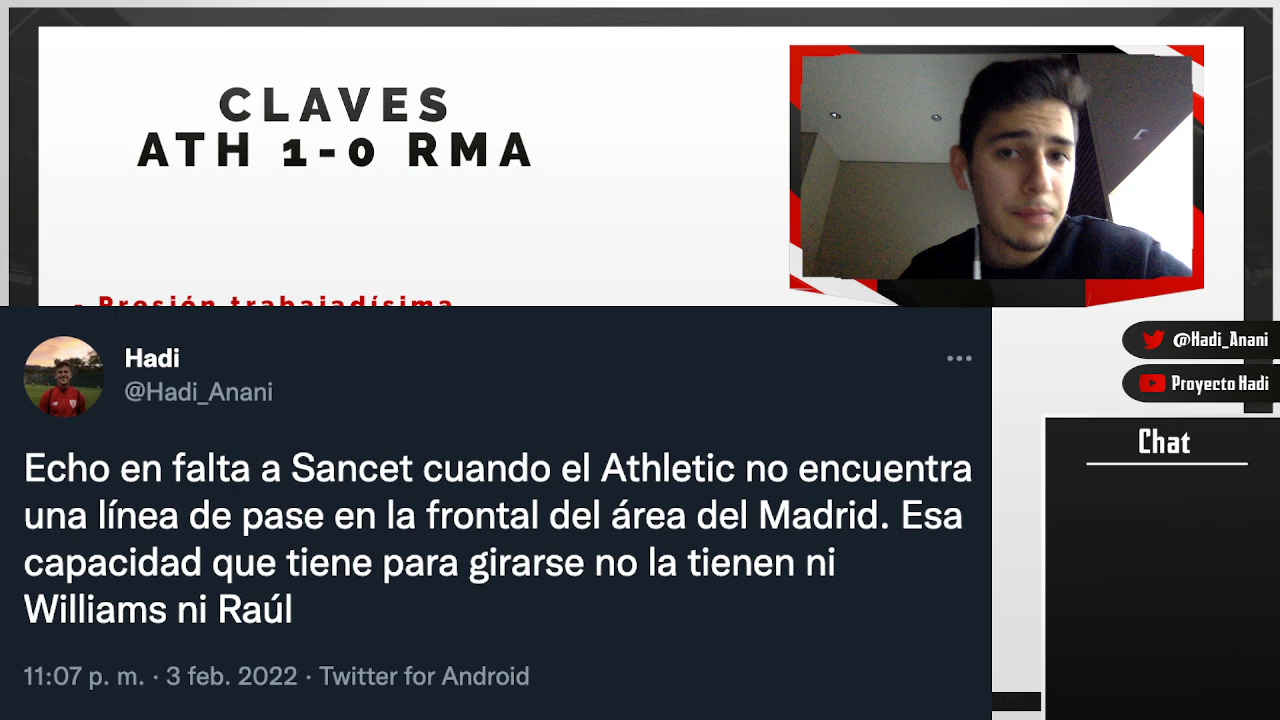 CLAVES
ATH 1-0 RMA
- Presión trabajadísima
@Hadi_Anani
Proyecto Hadi
Chat
Hadi
@Hadi_Anani
Echo en falta a Sancet cuando el Athletic no encuentra
una línea de pase en la frontal del área del Madrid. Esa
capacidad que tiene para girarse no la tienen ni
Williams ni Raúl
11:07 p. m. · 3 feb. 2022 · Twitter for Android